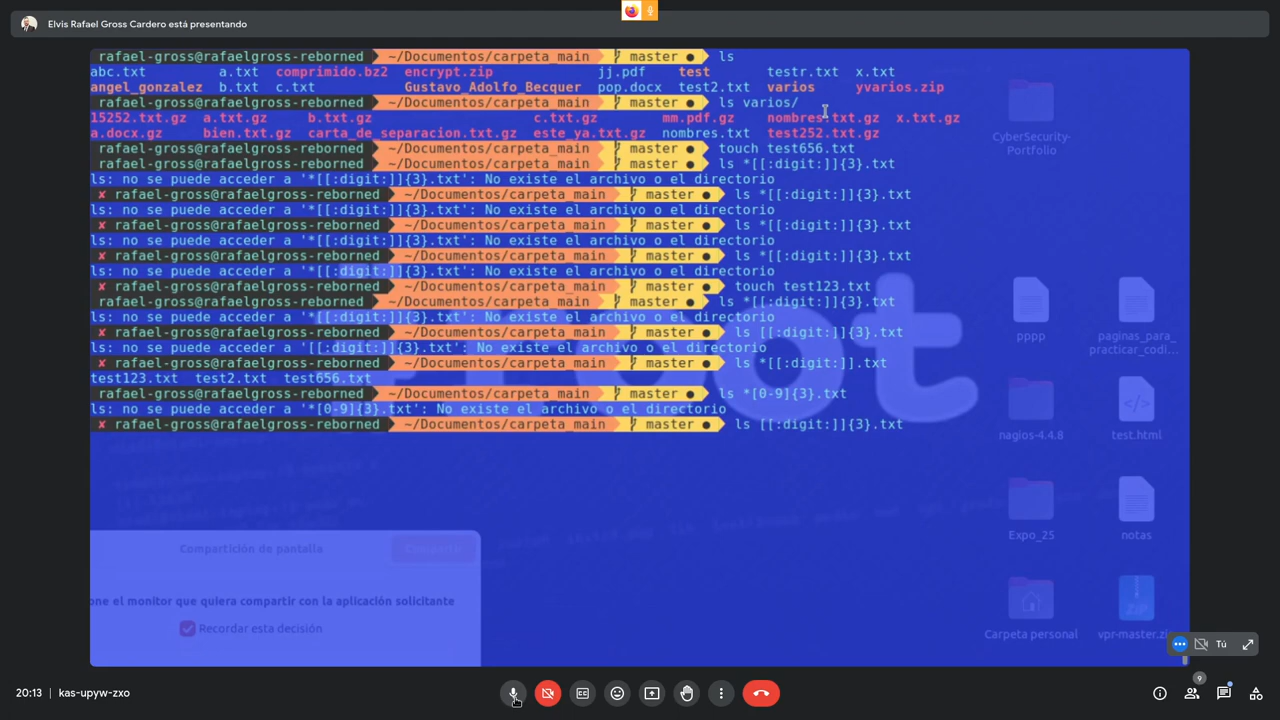 Elvis Rafael Gross Cardero está presentando
rafael-gross@rafaelgross-reborned ~/Documentos/carpeta_main master ● ls
abc.txt a.txt comprimido.bz2 encrypt.zip jj.pdf test testr.txt x.txt
angel_gonzalez b.txt c.txt Gustavo_Adolfo_Becquer pop.docx test2.txt varios yvarios.zip
rafael-gross@rafaelgross-reborned ~/Documentos/carpeta_main master ● ls varios/
15252.txt.gz a.txt.gz b.txt.gz c.txt.gz mm.pdf.gz nombres.txt.gz x.txt.gz
a.docx.gz bien.txt.gz carta_de_separacion.txt.gz este_ya.txt.gz nombres.txt test252.txt.gz
rafael-gross@rafaelgross-reborned ~/Documentos/carpeta_main master ● touch test656.txt
rafael-gross@rafaelgross-reborned ~/Documentos/carpeta_main master ● ls *[[:digit:]]{3}.txt
ls: no se puede acceder a '*[[:digit:]]{3}.txt': No existe el archivo o el directorio
✘ rafael-gross@rafaelgross-reborned ~/Documentos/carpeta_main master ● ls *[[:digit:]]{3}.txt
ls: no se puede acceder a '*[[:digit:]]{3}.txt': No existe el archivo o el directorio
✘ rafael-gross@rafaelgross-reborned ~/Documentos/carpeta_main master ● ls *[[:digit:]]{3}.txt
ls: no se puede acceder a '*[[:digit:]]{3}.txt': No existe el archivo o el directorio
✘ rafael-gross@rafaelgross-reborned ~/Documentos/carpeta_main master ● ls *[[:digit:]]{3}.txt
ls: no se puede acceder a '*[[:digit:]]{3}.txt': No existe el archivo o el directorio
✘ rafael-gross@rafaelgross-reborned ~/Documentos/carpeta_main master ● touch test123.txt
rafael-gross@rafaelgross-reborned ~/Documentos/carpeta_main master ● ls *[[:digit:]]{3}.txt
ls: no se puede acceder a '*[[:digit:]]{3}.txt': No existe el archivo o el directorio
✘ rafael-gross@rafaelgross-reborned ~/Documentos/carpeta_main master ● ls [[:digit:]]{3}.txt
ls: no se puede acceder a '[[:digit:]]{3}.txt': No existe el archivo o el directorio
✘ rafael-gross@rafaelgross-reborned ~/Documentos/carpeta_main master ● ls *[[:digit:]].txt
test123.txt test2.txt test656.txt
rafael-gross@rafaelgross-reborned ~/Documentos/carpeta_main master ● ls *[0-9]{3}.txt
ls: no se puede acceder a '*[0-9]{3}.txt': No existe el archivo o el directorio
✘ rafael-gross@rafaelgross-reborned ~/Documentos/carpeta_main master ● ls [[:digit:]]{3}.txt
CyberSecurity-
Portfolio
root
pppp
paginas_para_
practicar_codi...
nagios-4.4.8
test.html
Expo_25
notas
Carpeta personal
vpr-master.zip
ZIP
Compartición de pantalla
Compartir
one el monitor que quiera compartir con la aplicación solicitante
Recordar esta decisión
Tú
20:13 | kas-upyw-zxo
CC
9